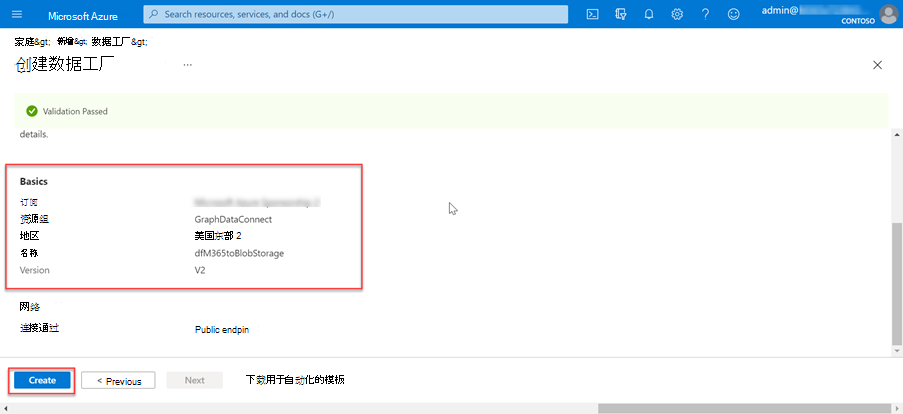 Microsoft Azure
Search resources, services, and docs (G+/)
admin@
CONTOSO
家庭&gt; 新增&gt; 数据工厂&gt;
创建数据工厂 ...
Validation Passed
details.
Basics
订阅
资源组 GraphDataConnect
地区 美国东部 2
名称 dfM365toBlobStorage
Version V2
网络
连接通过 Public endpin
Create < Previous Next 下载用于自动化的模板